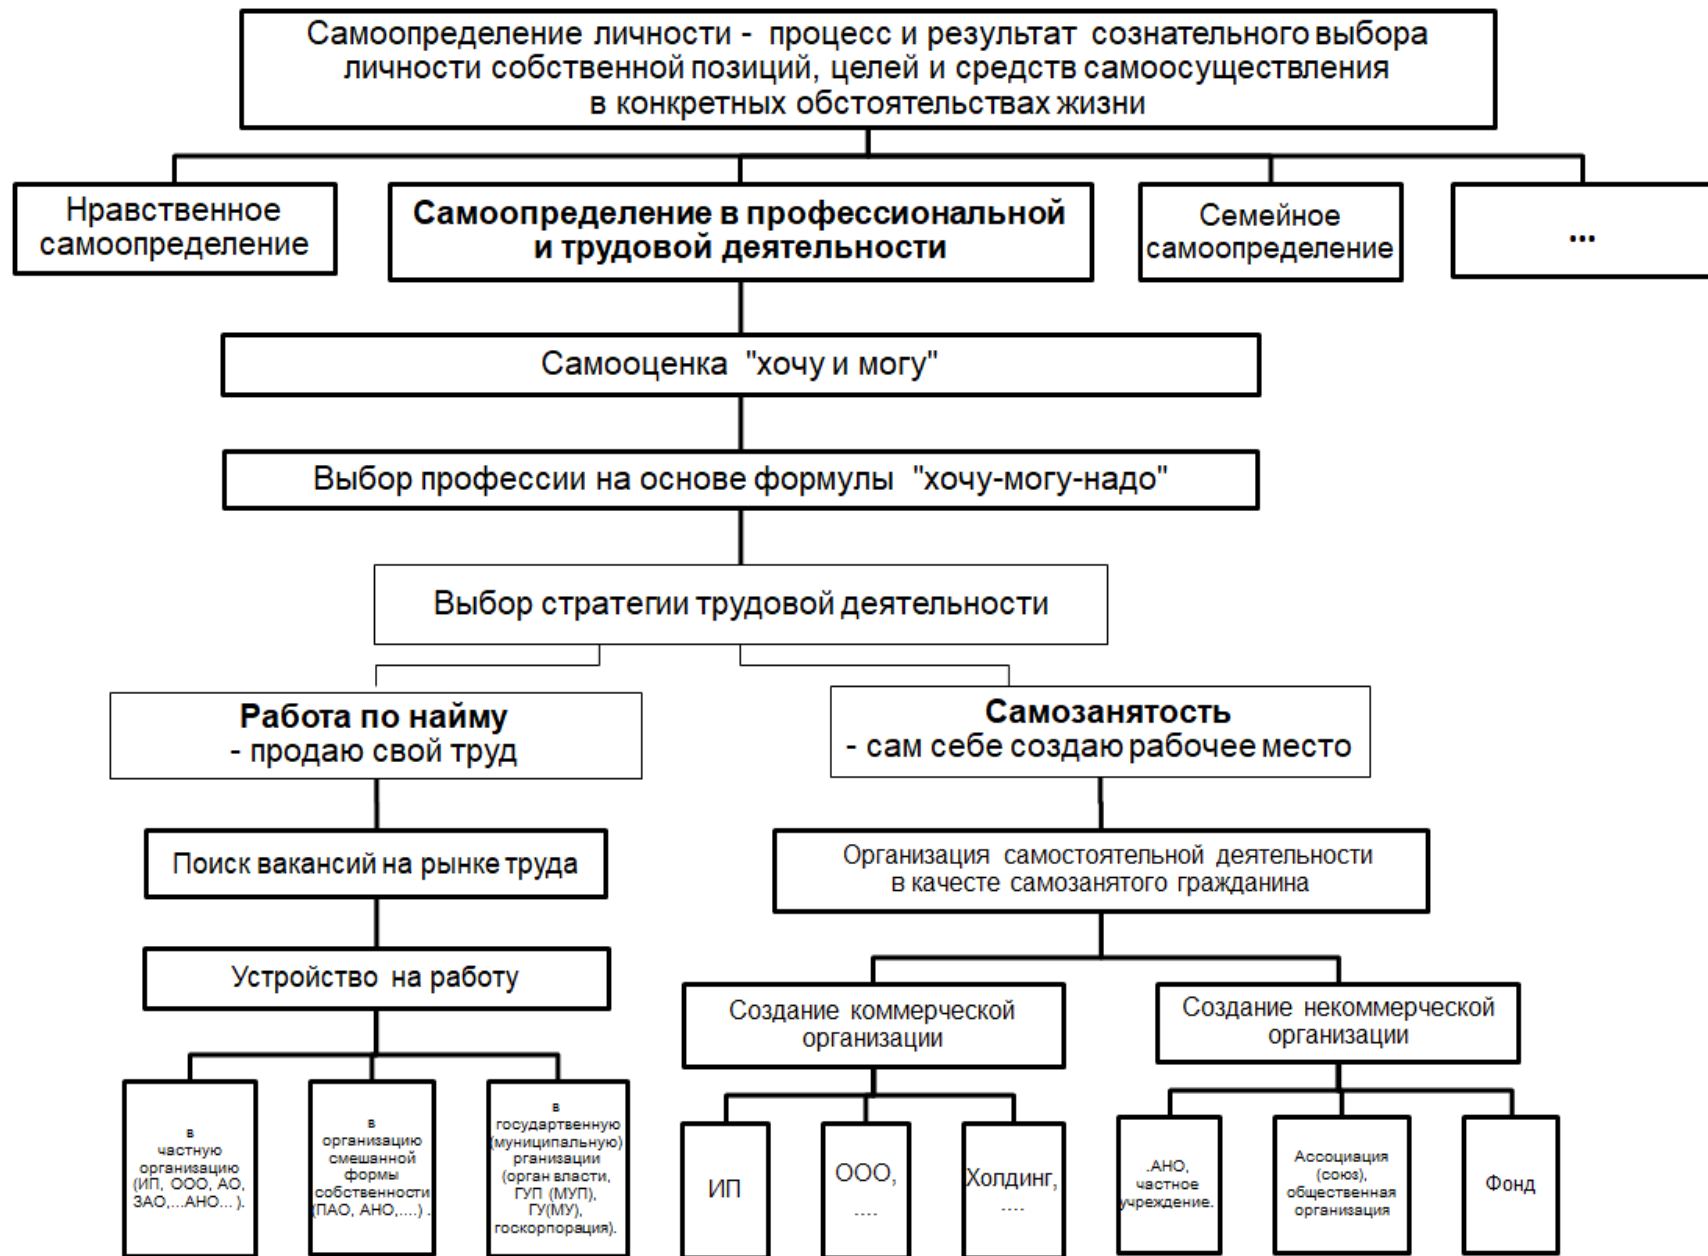 Самоопределение личности - процесс и результат сознательного выбора
личности собственной позиций, целей и средств самоосуществления
в конкретных обстоятельствах жизни
Нравственное
самоопределение
Самоопределение в профессиональной
и трудовой деятельности
Семейное
самоопределение
...
Самооценка "хочу и могу"
Выбор профессии на основе формулы "хочу-могу-надо"
Выбор стратегии трудовой деятельности
Работа по найму
- продаю свой труд
Самозанятость
- сам себе создаю рабочее место
Поиск вакансий на рынке труда
Организация самостоятельной деятельности
в качесте самозанятого гражданина
Устройство на работу
Создание коммерческой
организации
Создание некоммерческой
организации
в
частную
организацию
(ИП, ООО, АО,
ЗАО,...АНО... ).
в
организацию
смешанной
формы
собственности
(ПАО, АНО,....) .
в
государтвенную
(муниципальную)
рганизации
(орган власти,
ГУП (МУП),
ГУ(МУ),
госкорпорация).
ИП
ООО,
....
Холдинг,
....
.АНО,
частное
учреждение.
Ассоциация
(союз),
общественная
организация
Фонд